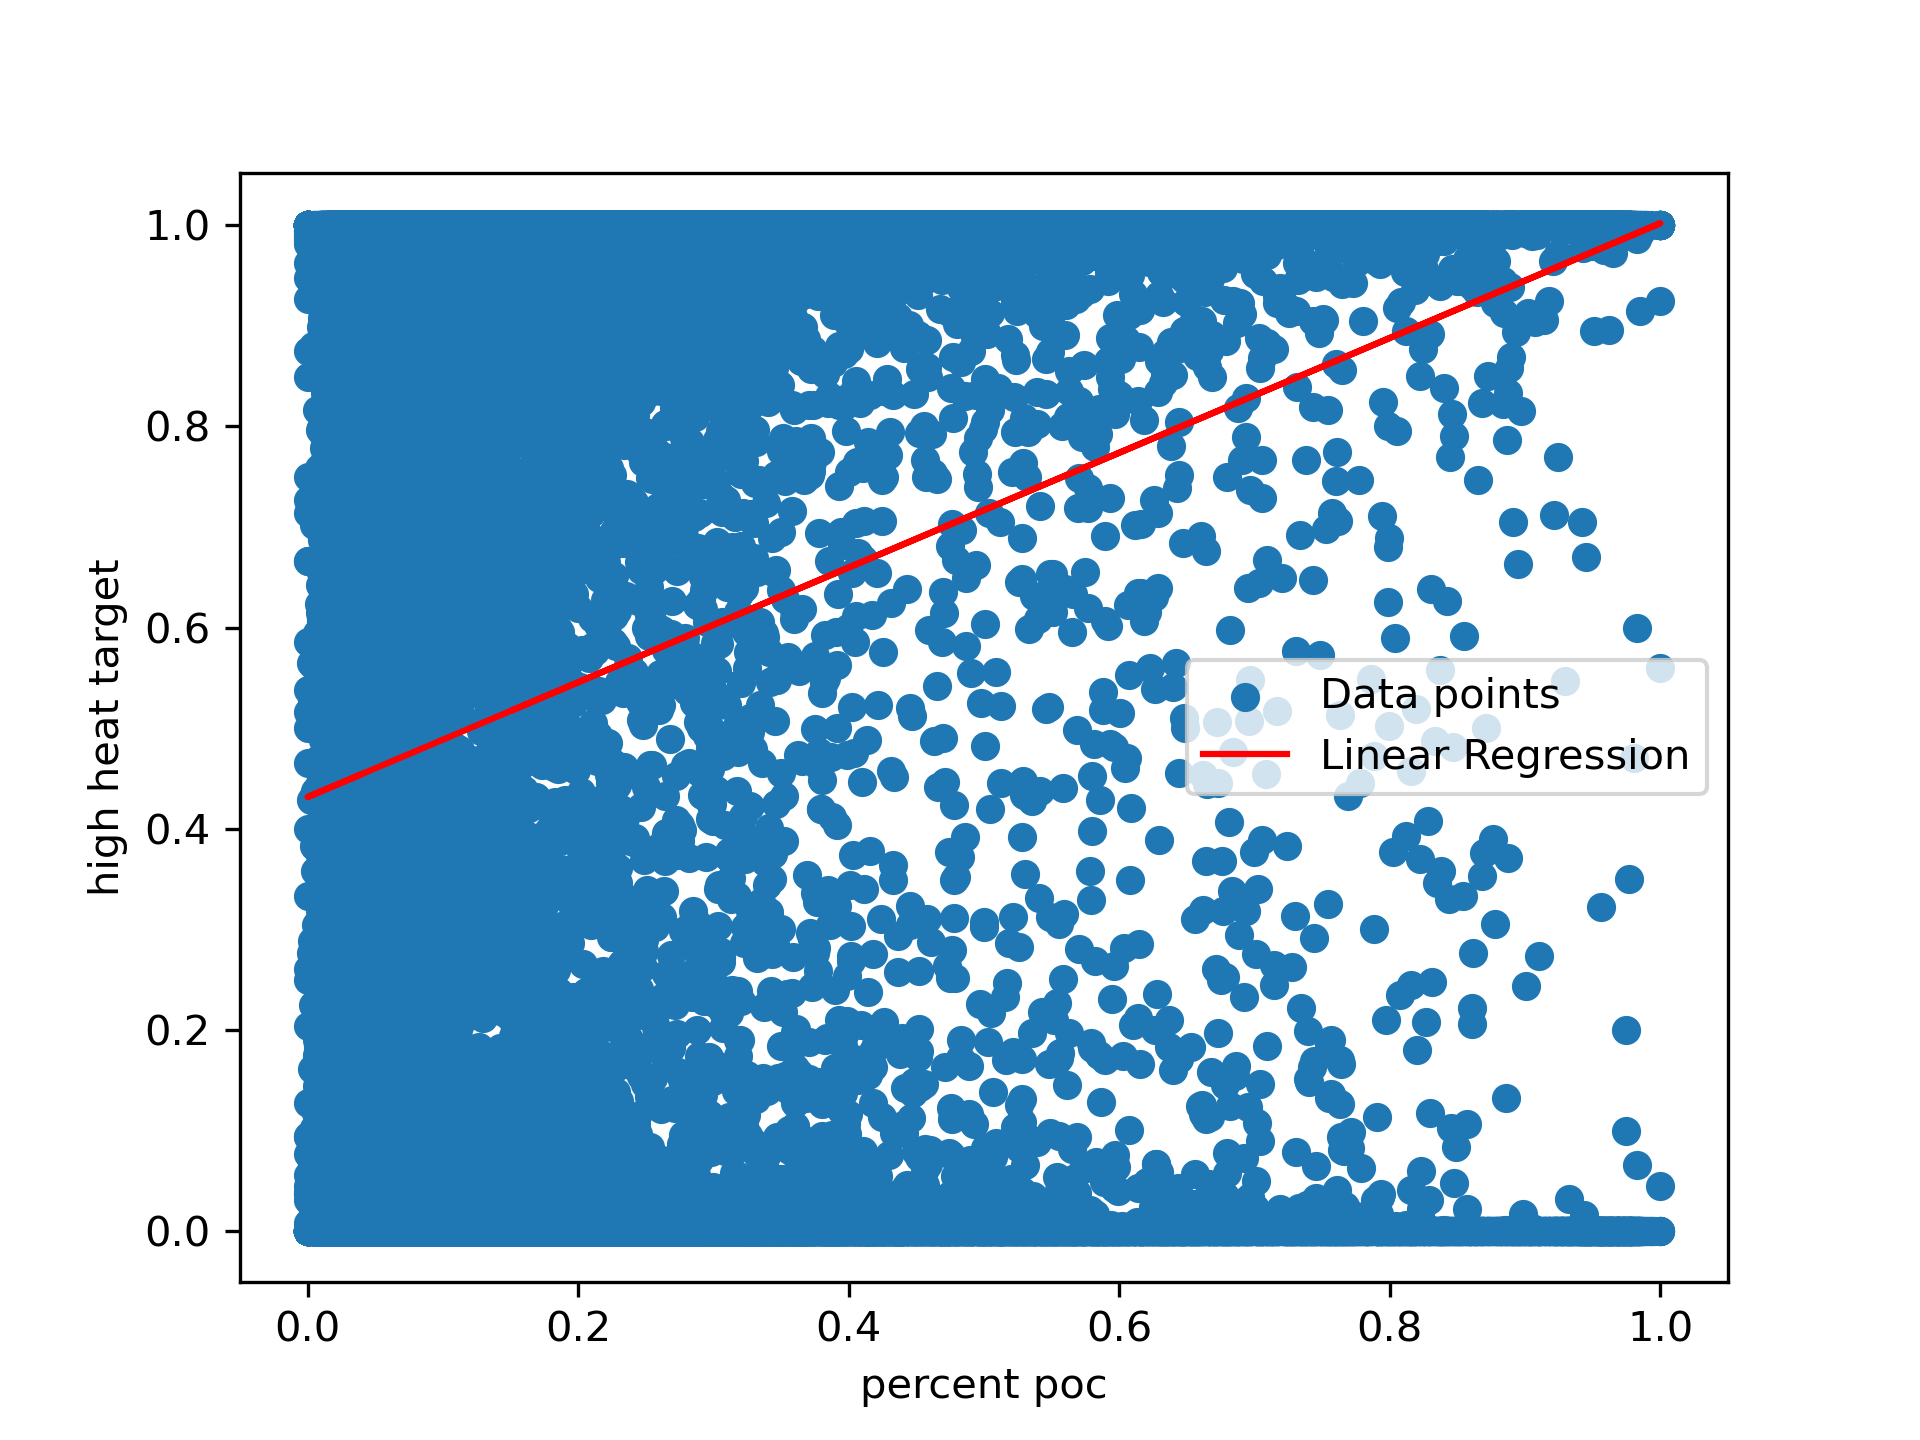 1.0
0.8
0.6
0.4
0.2
0.0
high heat target
Data points
Linear Regression
0.0 0.2 0.4 0.6 0.8 1.0
percent poc